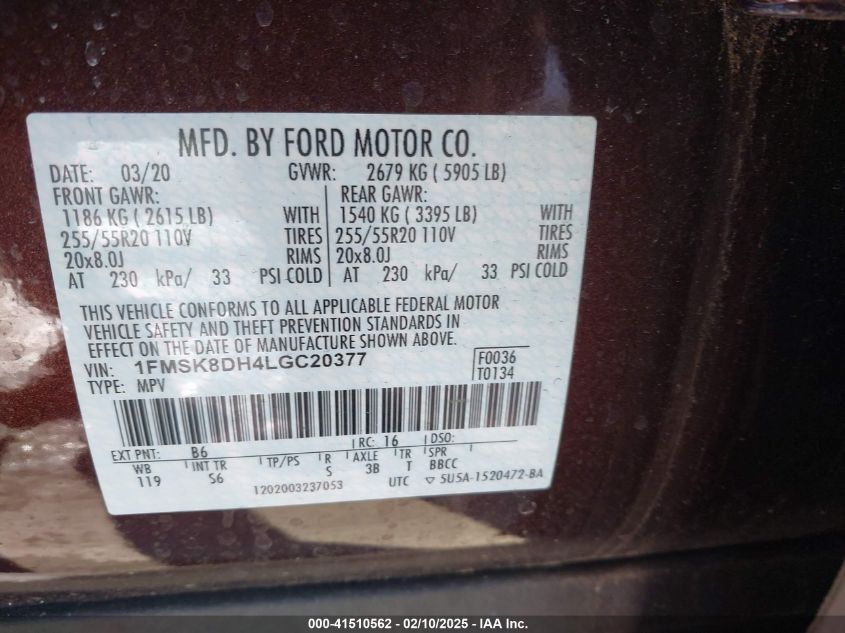 MFD. BY FORD MOTOR CO.
DATE: 03/20 GVWR: 2679 KG ( 5905 LB)
FRONT GAWR: REAR GAWR:
1186 KG ( 2615 LB) WITH 1540 KG ( 3395 LB) WITH
255/55R20 110V TIRES 255/55R20 110V TIRES
20x8.0J RIMS 20x8.0J RIMS
AT 230 kPa/ 33 PSI COLD AT 230 kPa/ 33 PSI COLD
THIS VEHICLE CONFORMS TO ALL APPLICABLE FEDERAL MOTOR
VEHICLE SAFETY AND THEFT PREVENTION STANDARDS IN
EFFECT ON THE DATE OF MANUFACTURE SHOWN ABOVE.
VIN: 1FMSK8DH4LGC20377 F0036
TYPE: MPV T0134
EXT PNT: B6 RC: 16 DSO:
WB INT TR TP/PS R AXLE TR SPR
119 S6 S 3B T BBCC
1202003237053 UTC ▽ 5U5A-1520472-BA
000-41510562 - 02/10/2025 - IAA Inc.